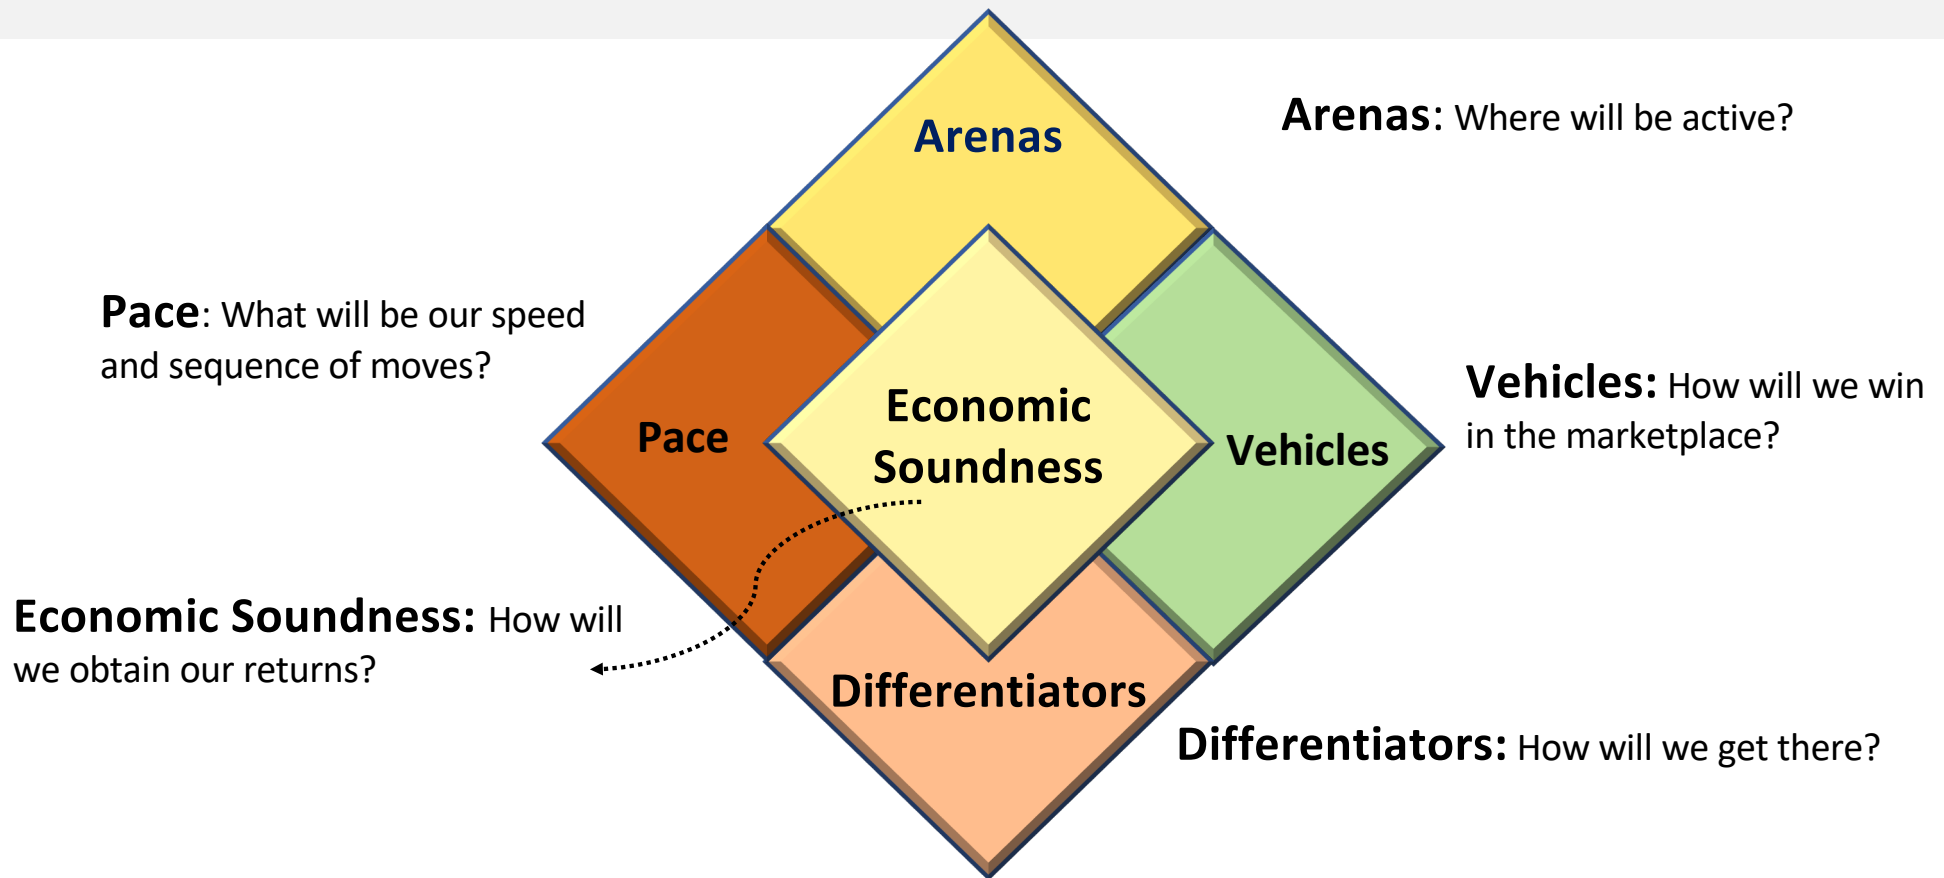 Arenas
Arenas: Where will be active?
Pace: What will be our speed
and sequence of moves?
Economic
Soundness
Pace
Vehicles
Vehicles: How will we win
in the marketplace?
Economic Soundness: How will
we obtain our returns?
Differentiators
Differentiators: How will we get there?